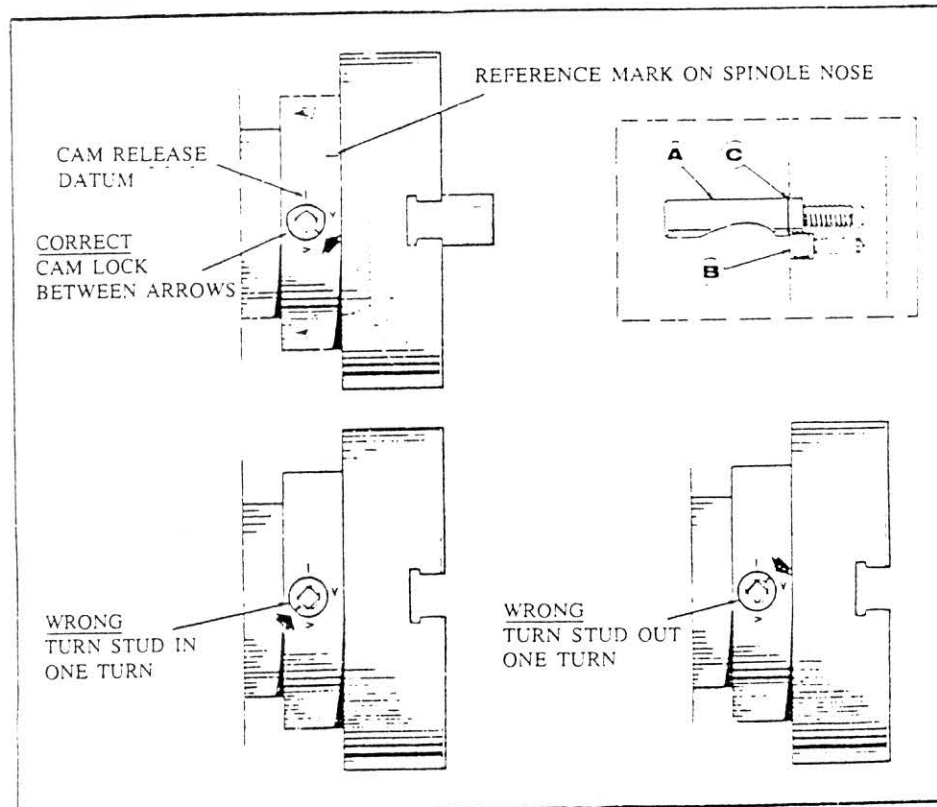 REFERENCE MARK ON SPINOLE NOSE
CAM RELEASE
DATUM
CORRECT
CAM LOCK
BETWEEN ARROWS
A
C
B
WRONG
TURN STUD IN
ONE TURN
WRONG
TURN STUD OUT
ONE TURN